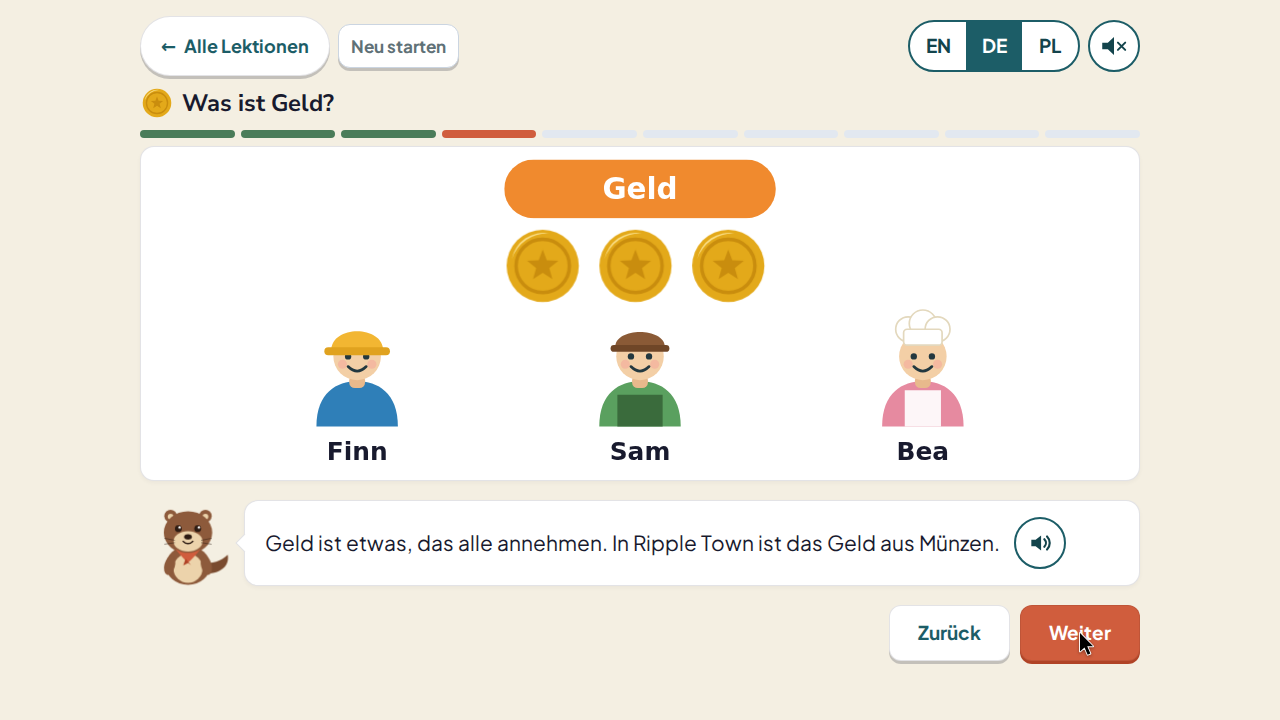 ← Alle Lektionen
Neu starten
EN
DE
PL
Was ist Geld?
Geld
Finn
Sam
Bea
Geld ist etwas, das alle annehmen. In Ripple Town ist das Geld aus Münzen.
Zurück
Weiter